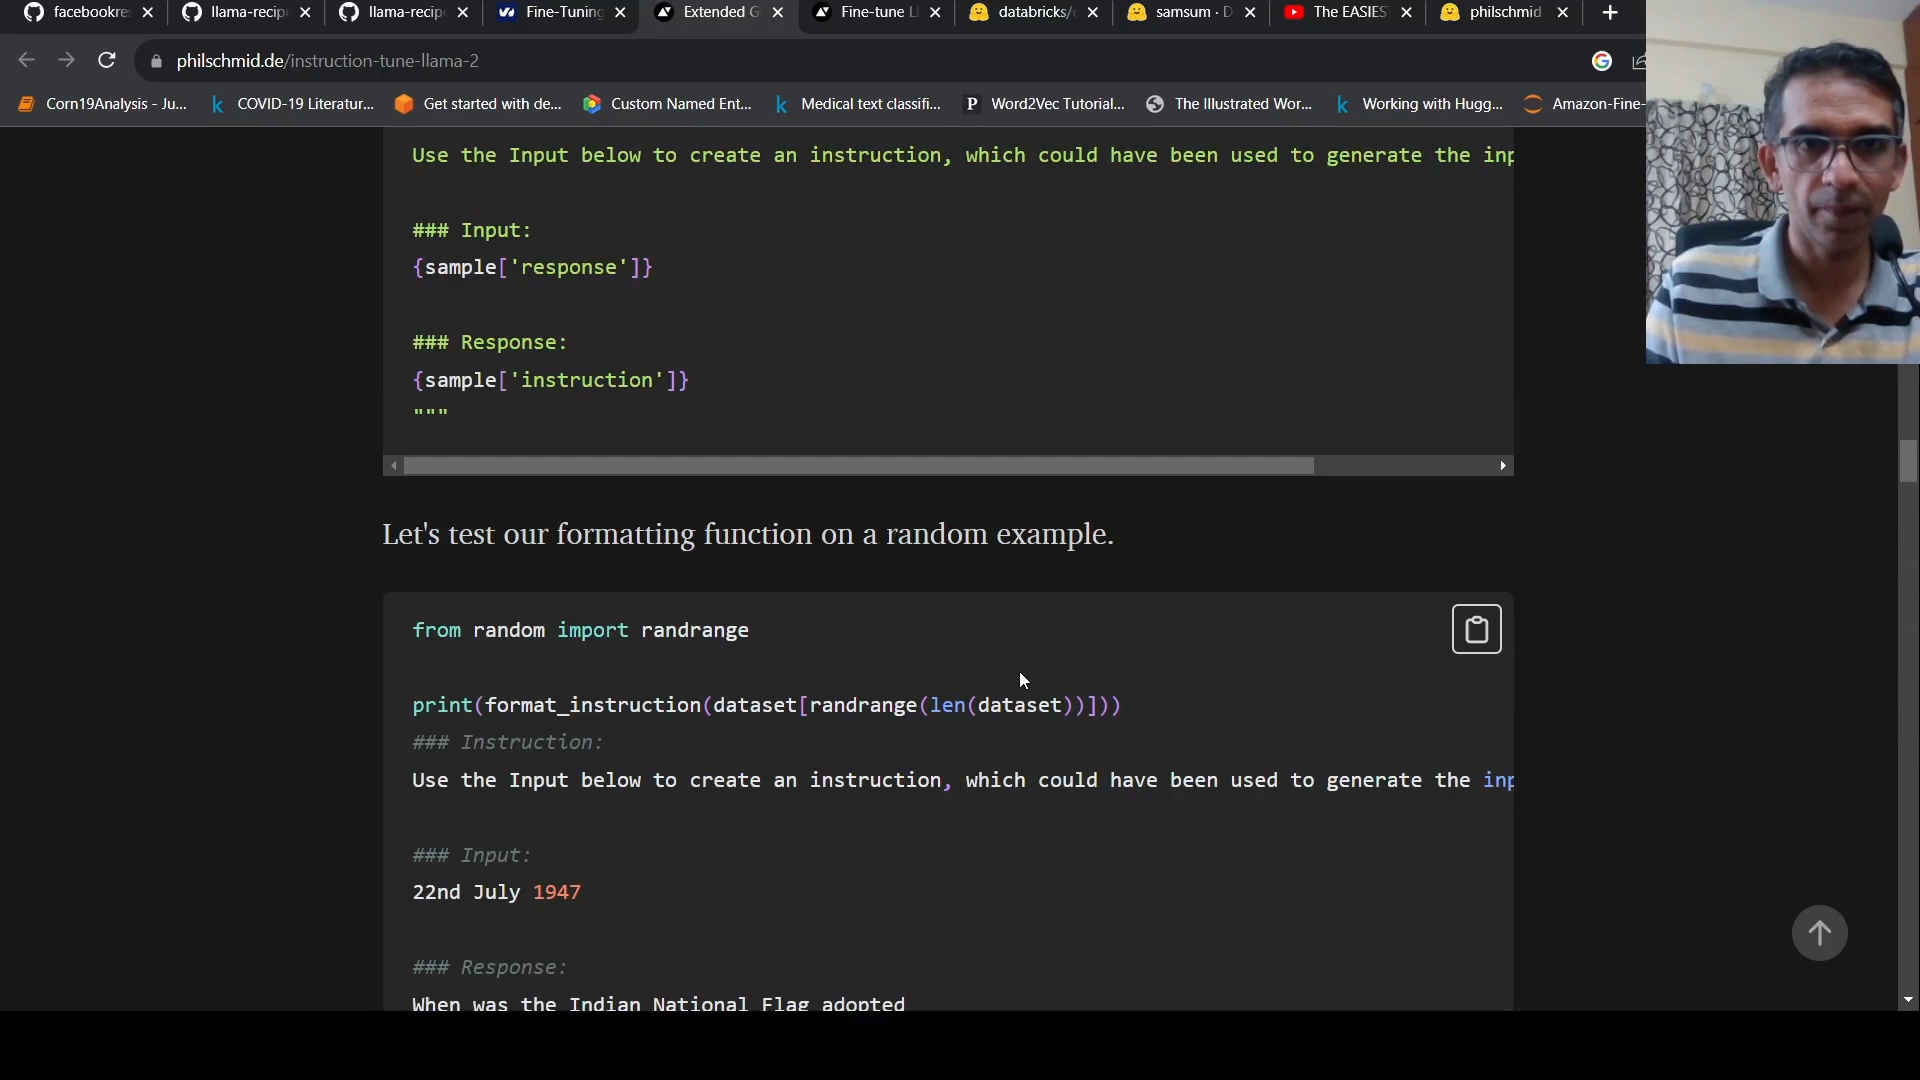 facebookre
llama-recip
llama-recip
Fine-Tuning
Extended G
Fine-tune L
databricks/
samsum · D
The EASIES
philschmid
philschmid.de/instruction-tune-llama-2
Corn19Analysis - Ju...
COVID-19 Literatur...
Get started with de...
Custom Named Ent...
Medical text classifi...
Word2Vec Tutorial...
The Illustrated Wor...
Working with Hugg...
Amazon-Fine-
Use the Input below to create an instruction, which could have been used to generate the inp
### Input:
{sample['response']}
### Response:
{sample['instruction']}
"""
Let's test our formatting function on a random example.
from random import randrange
print(format_instruction(dataset[randrange(len(dataset))]))
### Instruction:
Use the Input below to create an instruction, which could have been used to generate the inp
### Input:
22nd July 1947
### Response:
When was the Indian National Flag adopted